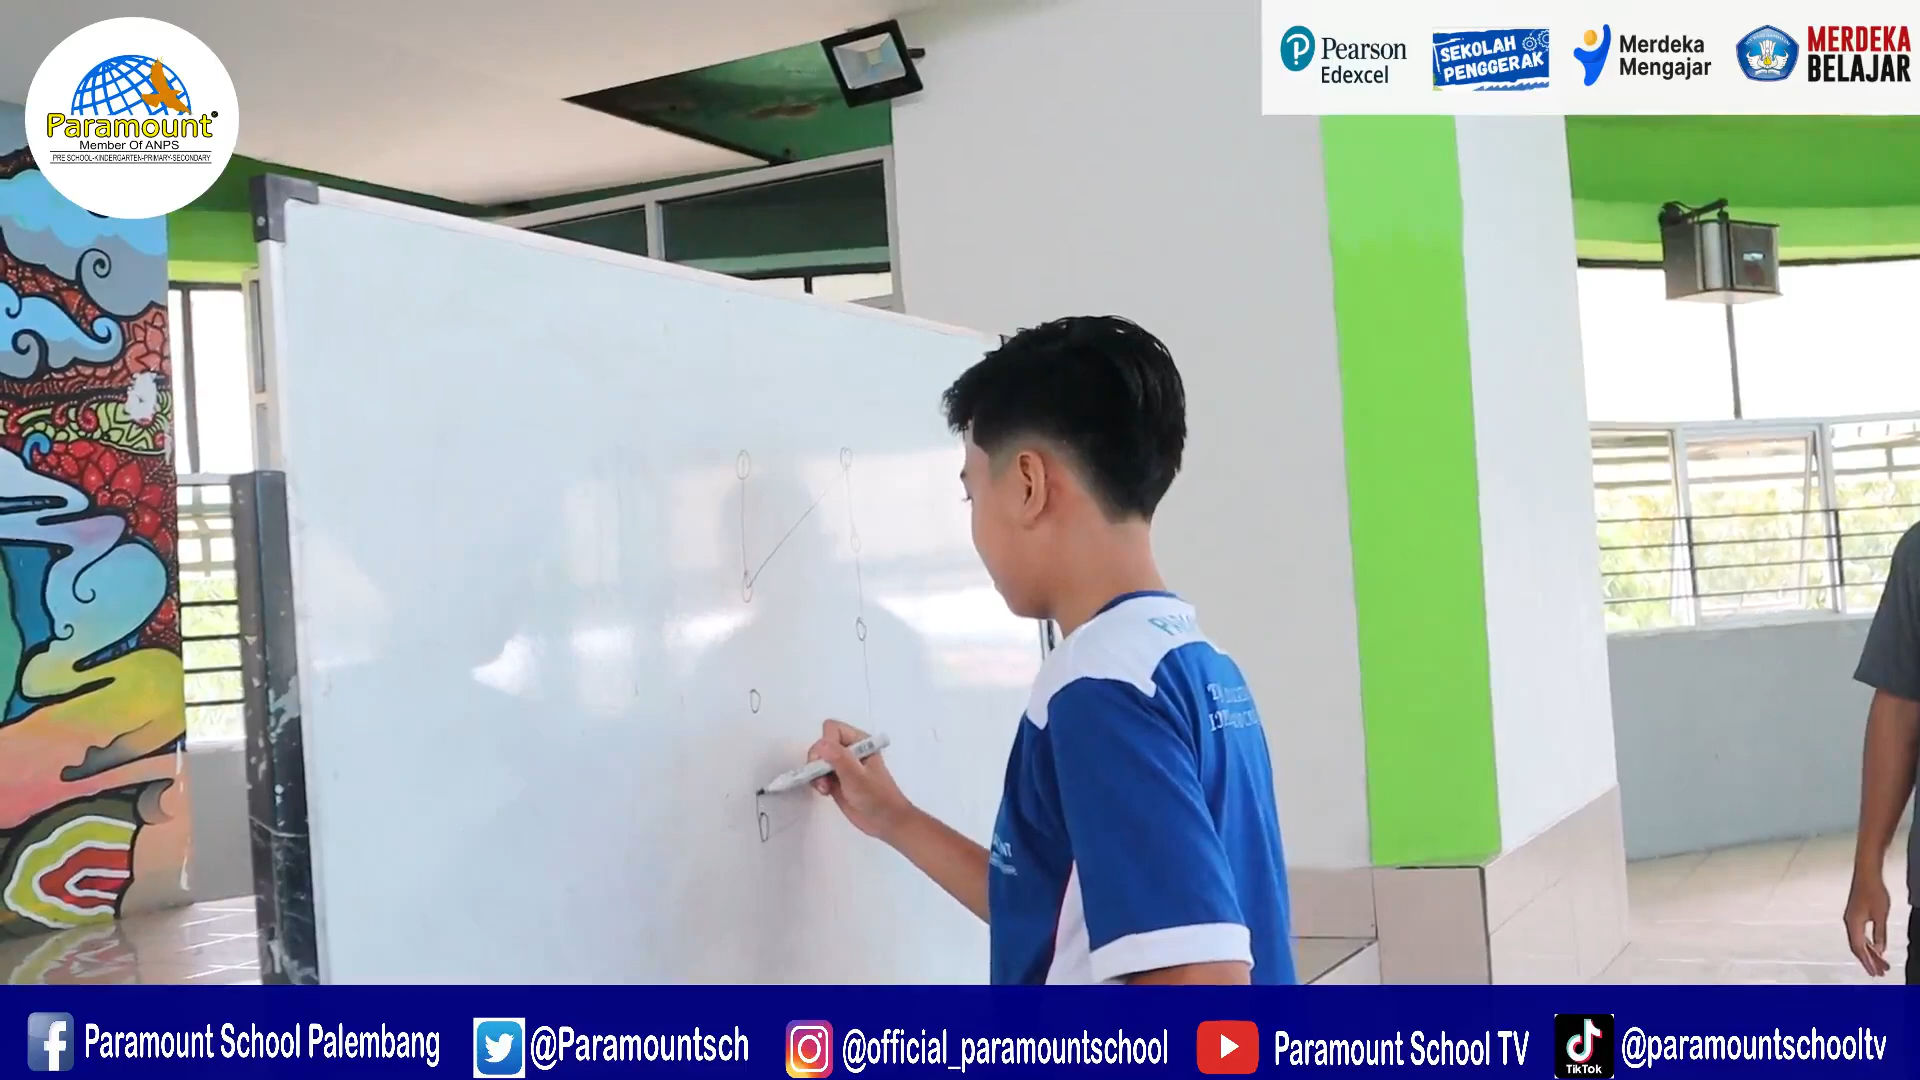 Paramount
Member Of ANPS
PRE SCHOOL-KINDERGARTEN-PRIMARY-SECONDARY
Pearson
Edexcel
SEKOLAH
PENGGERAK
Merdeka
Mengajar
MERDEKA
BELAJAR
Paramount School Palembang
@Paramountsch
@official_paramountschool
Paramount School TV
TikTok
@paramountschooltv